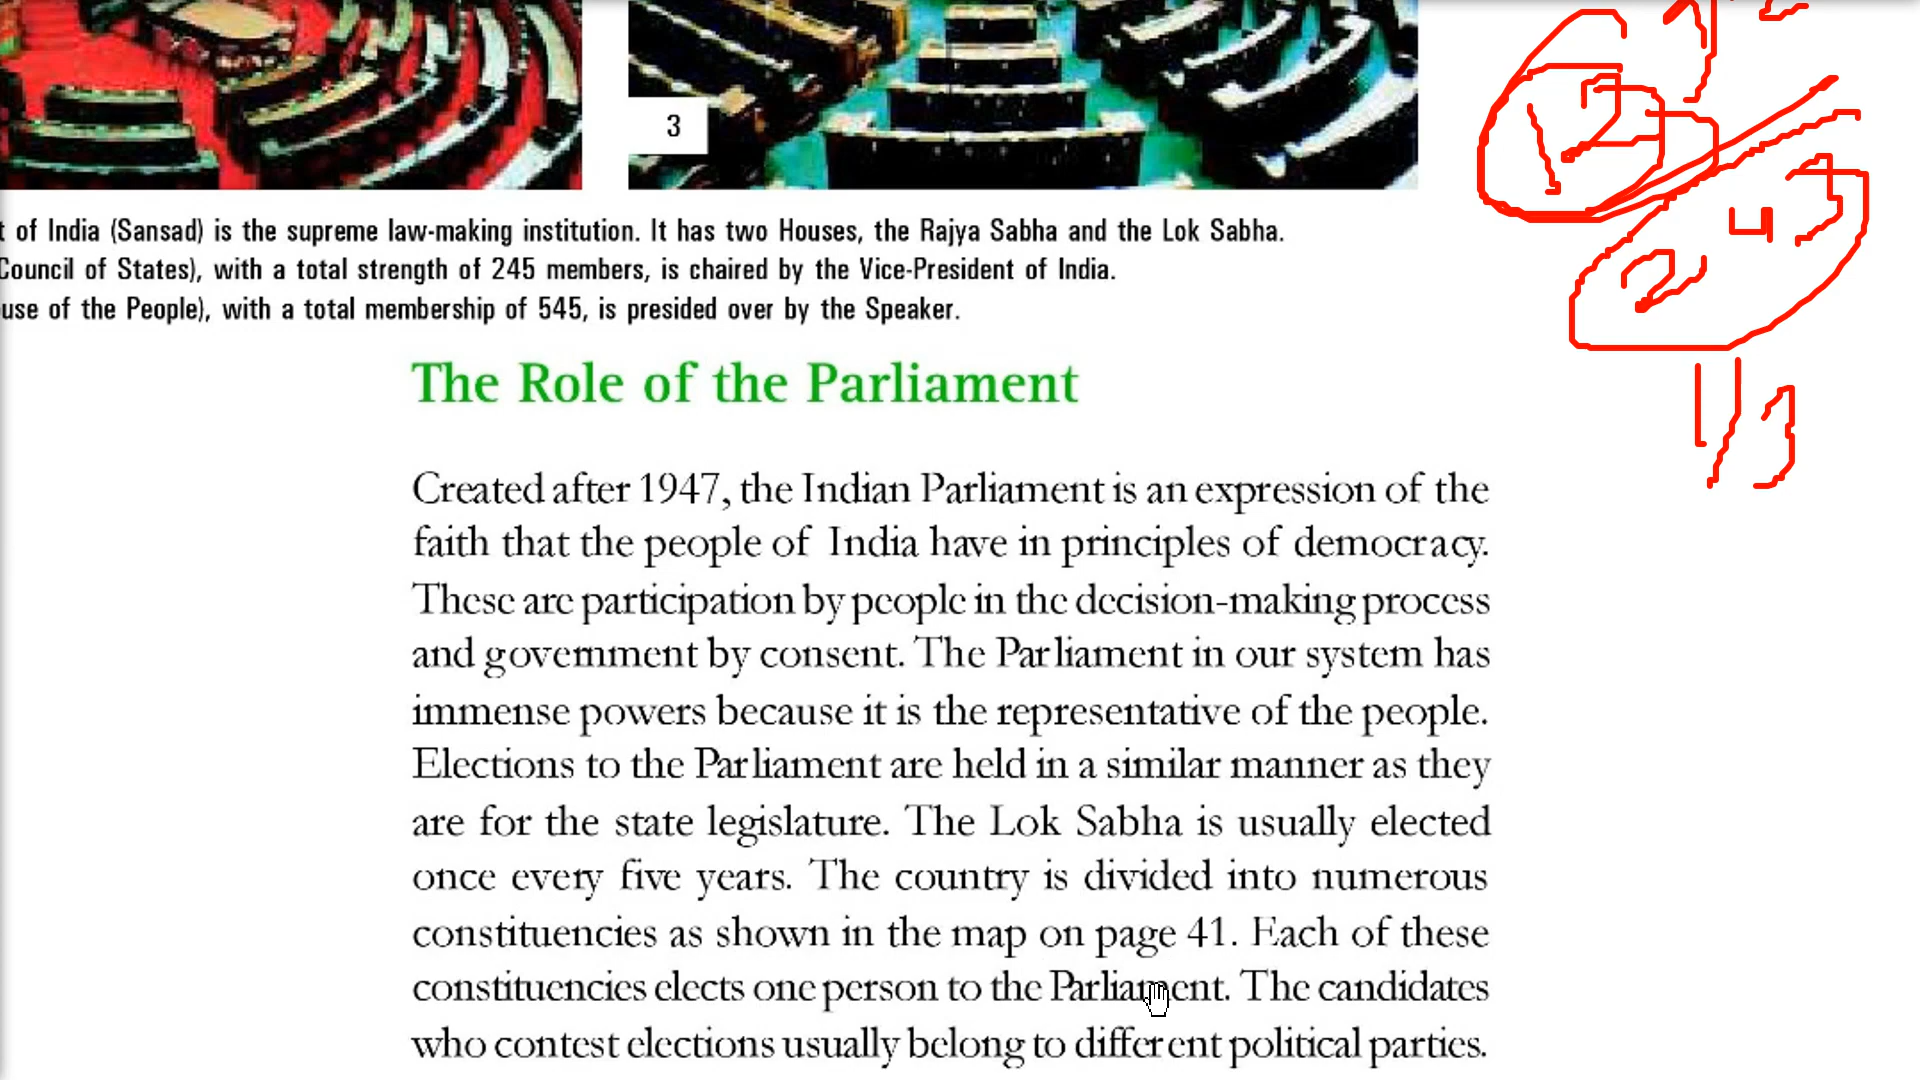 3
t of India (Sansad) is the supreme law-making institution. It has two Houses, the Rajya Sabha and the Lok Sabha.
Council of States), with a total strength of 245 members, is chaired by the Vice-President of India.
use of the People), with a total membership of 545, is presided over by the Speaker.
The Role of the Parliament
Created after 1947, the Indian Parliament is an expression of the
faith that the people of India have in principles of democracy.
These are participation by people in the decision-making process
and government by consent. The Parliament in our system has
immense powers because it is the representative of the people.
Elections to the Parliament are held in a similar manner as they
are for the state legislature. The Lok Sabha is usually elected
once every five years. The country is divided into numerous
constituencies as shown in the map on page 41. Each of these
constituencies elects one person to the Parliament. The candidates
who contest elections usually belong to different political parties.